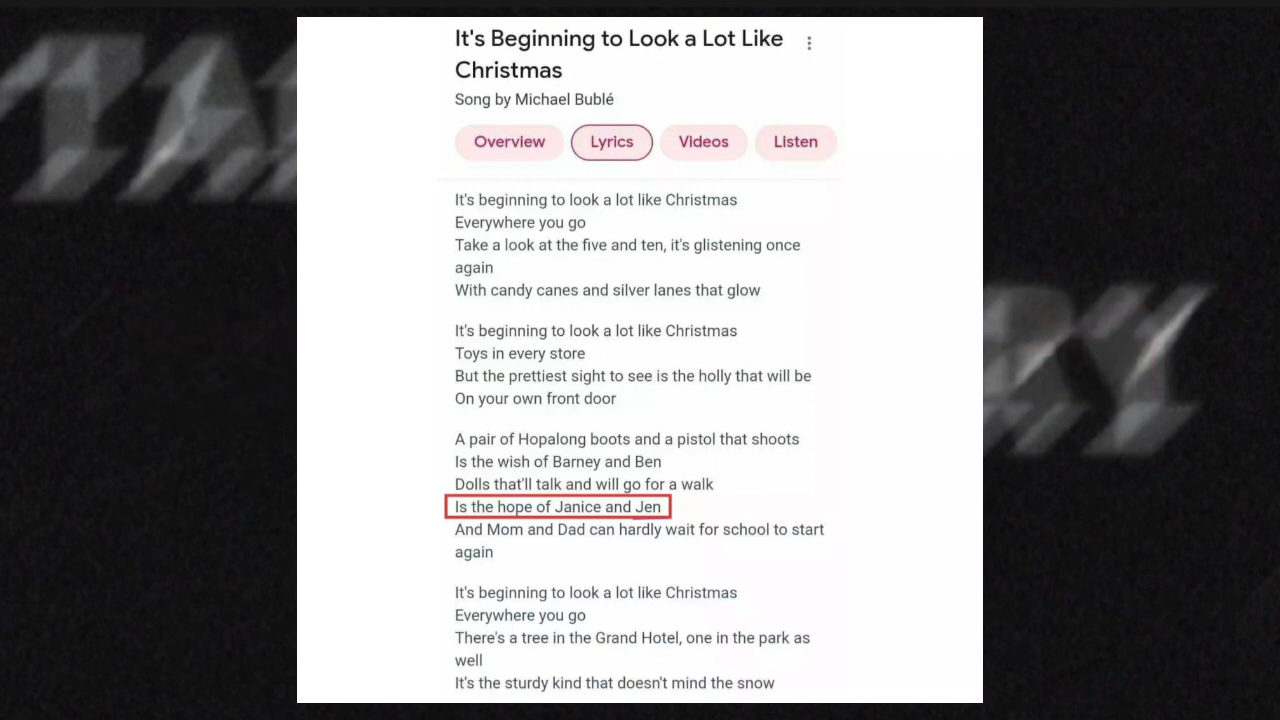 It's Beginning to Look a Lot Like
Christmas
Song by Michael Bublé
Overview Lyrics Videos Listen
It's beginning to look a lot like Christmas
Everywhere you go
Take a look at the five and ten, it's glistening once
again
With candy canes and silver lanes that glow
It's beginning to look a lot like Christmas
Toys in every store
But the prettiest sight to see is the holly that will be
On your own front door
A pair of Hopalong boots and a pistol that shoots
Is the wish of Barney and Ben
Dolls that'll talk and will go for a walk
Is the hope of Janice and Jen
And Mom and Dad can hardly wait for school to start
again
It's beginning to look a lot like Christmas
Everywhere you go
There's a tree in the Grand Hotel, one in the park as
well
It's the sturdy kind that doesn't mind the snow